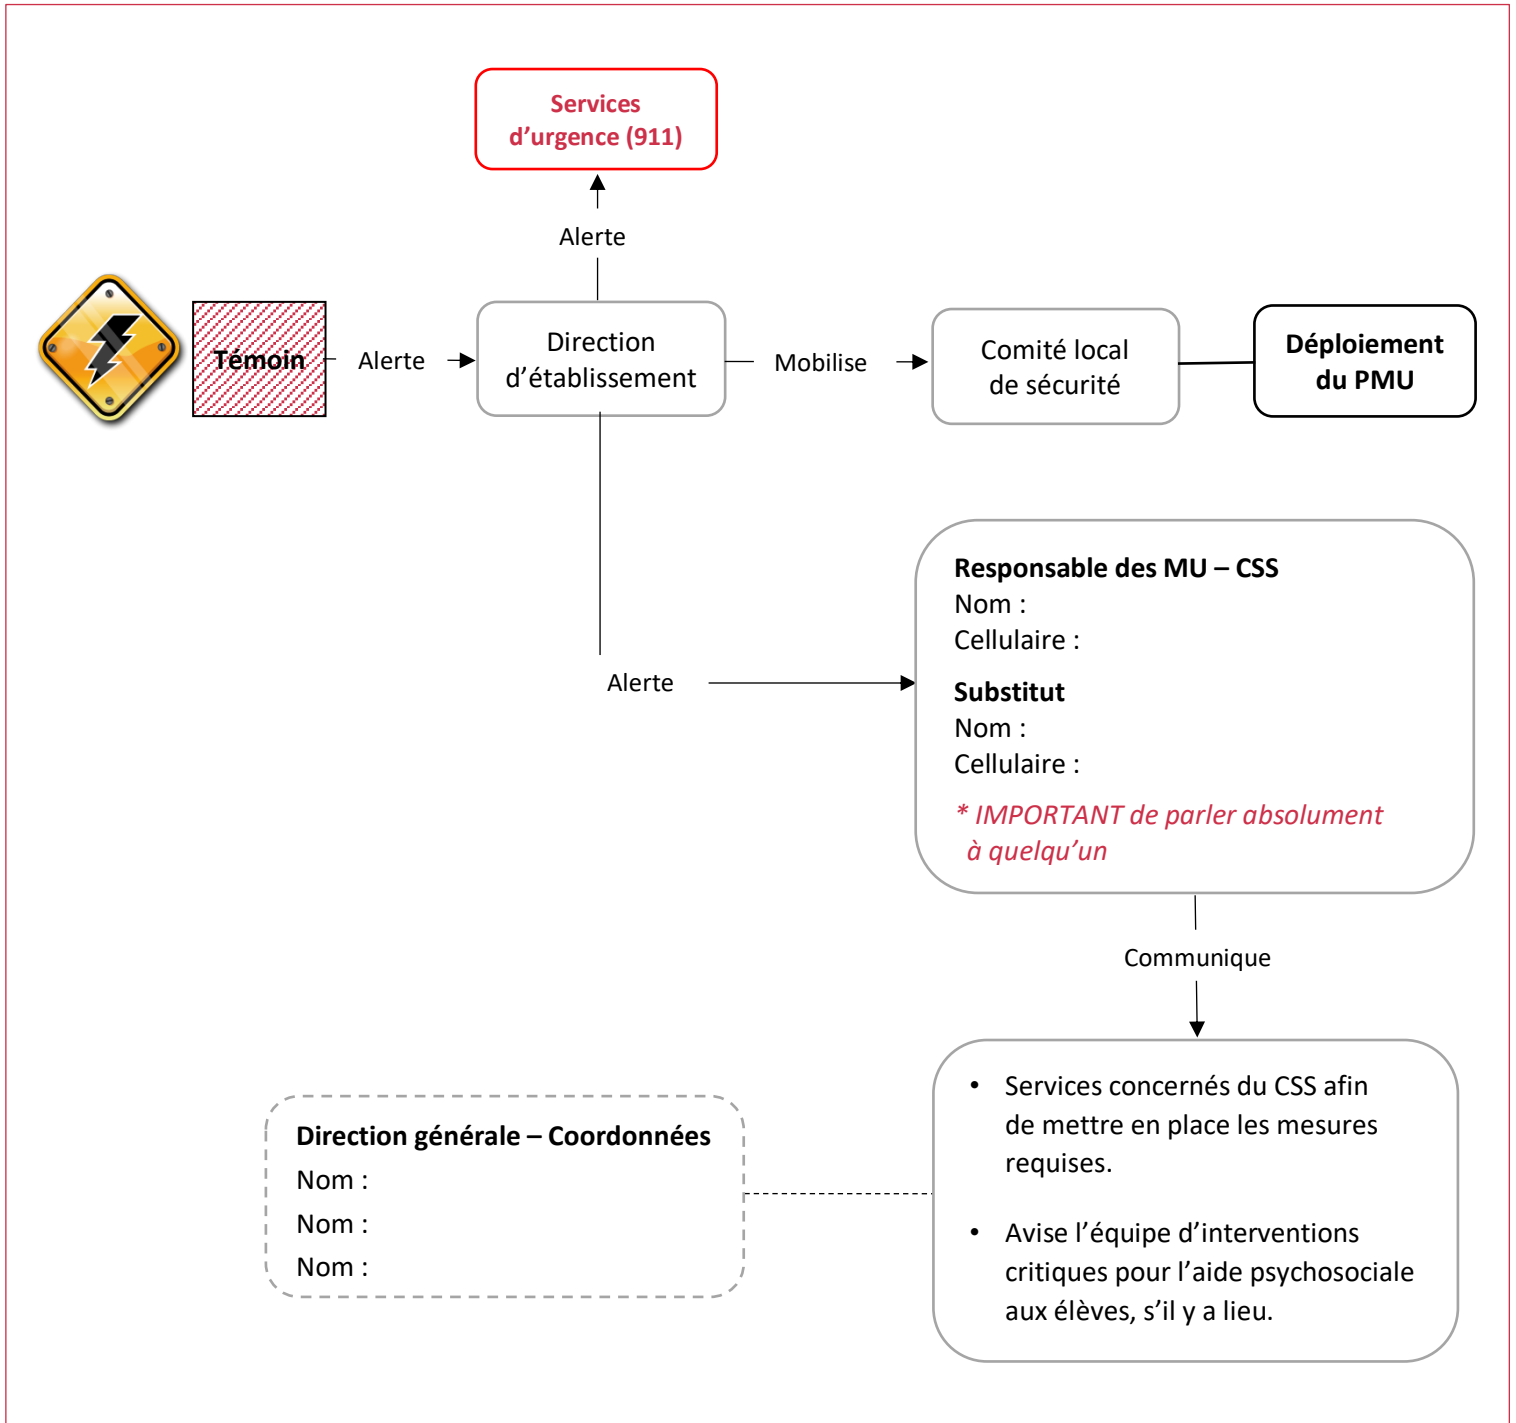 Services
d’urgence (911)
Alerte
Témoin
Alerte
Direction
d’établissement
Mobilise
Comité local
de sécurité
Déploiement
du PMU
Responsable des MU – CSS
Nom :
Cellulaire :
Substitut
Nom :
Cellulaire :
* IMPORTANT de parler absolument
à quelqu’un
Alerte
Communique
• Services concernés du CSS afin
de mettre en place les mesures
requises.
• Avise l’équipe d’interventions
critiques pour l’aide psychosociale
aux élèves, s’il y a lieu.
Direction générale – Coordonnées
Nom :
Nom :
Nom :